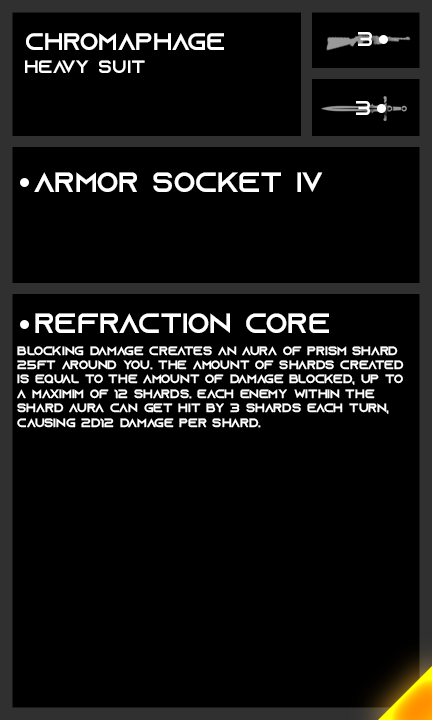 CHROMAPHAGE
HEAVY SUIT
3
3
•ARMOR SOCKET IV
•REFRACTION CORE
BLOCKING DAMAGE CREATES AN AURA OF PRISM SHARD
25FT AROUND YOU. THE AMOUNT OF SHARDS CREATED
IS EQUAL TO THE AMOUNT OF DAMAGE BLOCKED, UP TO
A MAXIMIM OF 12 SHARDS. EACH ENEMY WITHIN THE
SHARD AURA CAN GET HIT BY 3 SHARDS EACH TURN,
CAUSING 2D12 DAMAGE PER SHARD.